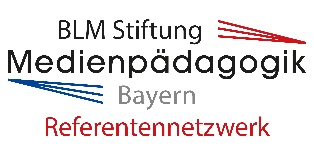 BLM Stiftung
Medienpädagogik
Bayern
Referentennetzwerk